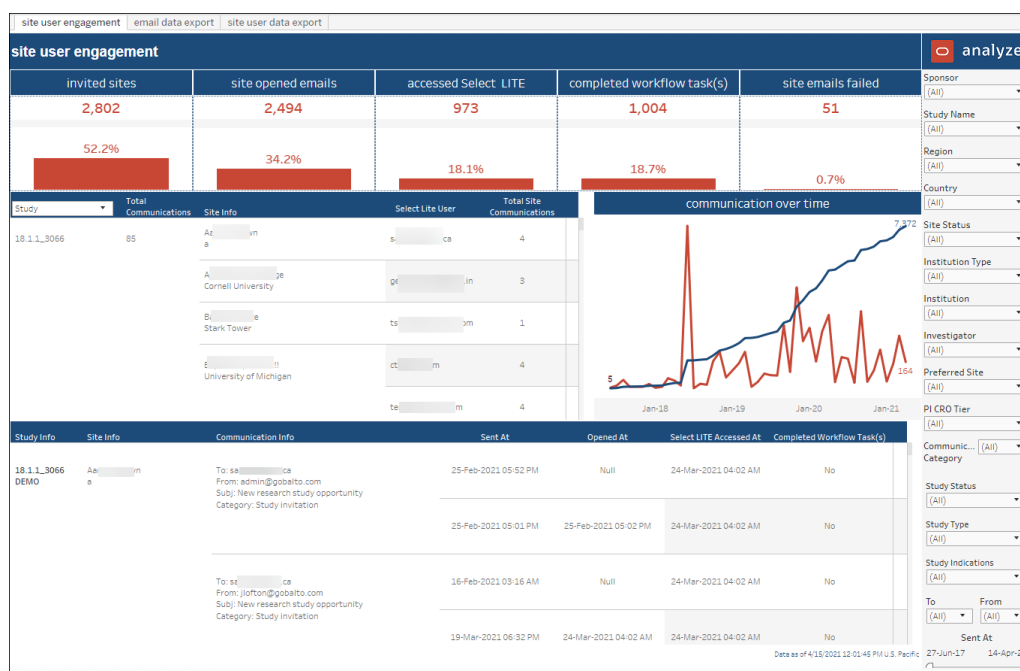 site user engagement email data export site user data export
site user engagement
analyze
invited sites site opened emails accessed Select LITE completed workflow task(s) site emails failed
2,802 2,494 973 1,004 51
52.2% 34.2% 18.1% 18.7% 0.7%
Study Total Communications Site Info Select Lite User Total Site Communications
18.1.1_3066 85
4
a
Cornell University
3
Stark Tower
1
University of Michigan
4
4
communication over time
7,372
5
164
Jan-18 Jan-19 Jan-20 Jan-21
Study Info Site Info Communication Info Sent At Opened At Select LITE Accessed At Completed Workflow Task(s)
18.1.1_3066
DEMO
a
From: admin@gobalto.com
Subj: New research study opportunity
Category: Study invitation
25-Feb-2021 05:52 PM Null 24-Mar-2021 04:02 AM No
25-Feb-2021 05:01 PM 25-Feb-2021 05:02 PM 24-Mar-2021 04:02 AM No
From: jlofton@gobalto.com
Subj: New research study opportunity
Category: Study invitation
16-Feb-2021 03:16 AM Null 24-Mar-2021 04:02 AM No
19-Mar-2021 06:32 PM 24-Mar-2021 04:02 AM 24-Mar-2021 04:02 AM No
Data as of 4/15/2021 12:01:45 PM U.S. Pacific
Sponsor
(All)
Study Name
(All)
Region
(All)
Country
(All)
Site Status
(All)
Institution Type
(All)
Institution
(All)
Investigator
(All)
Preferred Site
(All)
PI CRO Tier
(All)
Communic... (All)
Category
Study Status
(All)
Study Type
(All)
Study Indications
(All)
To From
(All) (All)
Sent At
27-Jun-17 14-Apr-2